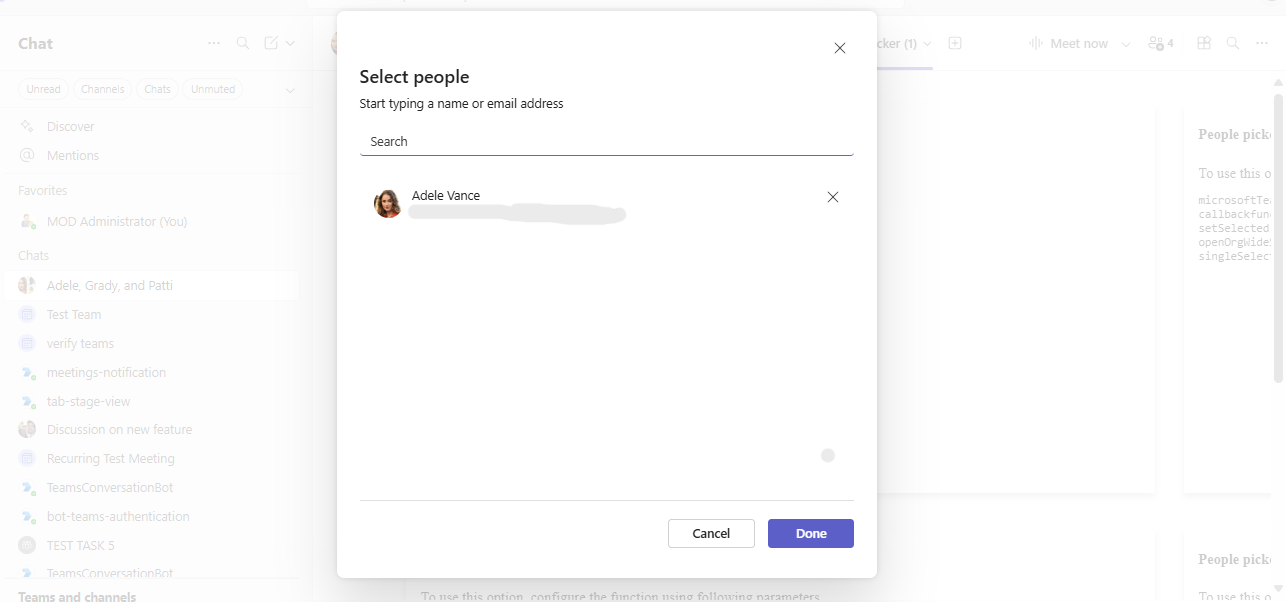 Chat
Unread
Channels
Chats
Unmuted
Discover
Mentions
Favorites
MOD Administrator (You)
Chats
Adele, Grady, and Patti
Test Team
verify teams
meetings-notification
tab-stage-view
Discussion on new feature
Recurring Test Meeting
TeamsConversationBot
bot-teams-authentication
TEST TASK 5
TeamsConversationBot
Teams and channels
Select people
Start typing a name or email address
Search
Adele Vance
Cancel
Done
cker (1)
Meet now
4
People picke
To use this o
microsoftTea
callbackfunc
setSelected
openOrgWideS
singleSelect
To use this option, configure the function using following parameters
People picke
To use this o